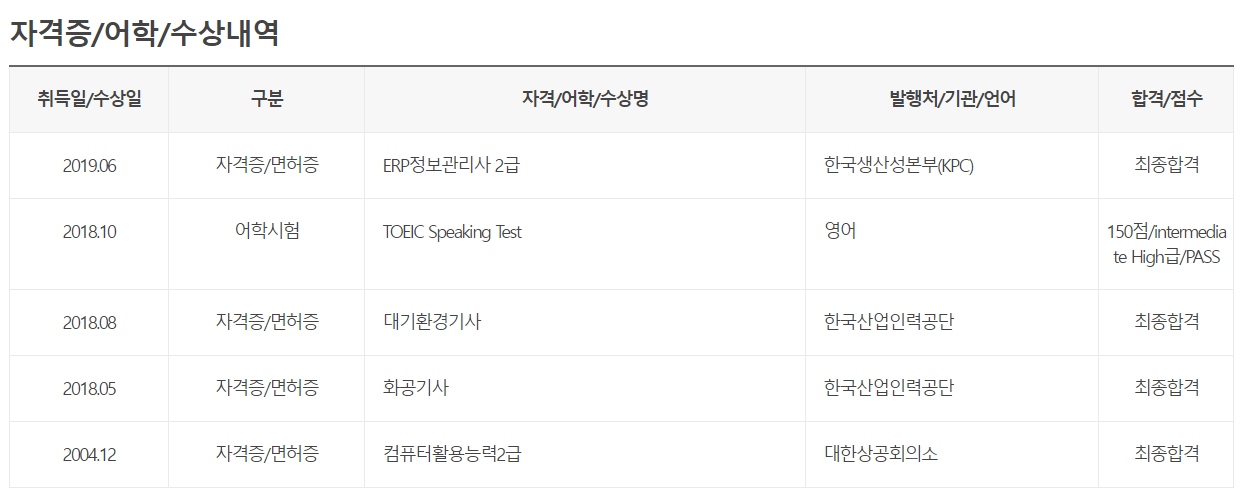 자격증/어학/수상내역
취득일/수상일 구분 자격/어학/수상명 발행처/기관/언어 합격/점수
2019.06 자격증/면허증 ERP정보관리사 2급 한국생산성본부(KPC) 최종합격
2018.10 어학시험 TOEIC Speaking Test 영어 150점/intermedia
te High급/PASS
2018.08 자격증/면허증 대기환경기사 한국산업인력공단 최종합격
2018.05 자격증/면허증 화공기사 한국산업인력공단 최종합격
2004.12 자격증/면허증 컴퓨터활용능력2급 대한상공회의소 최종합격